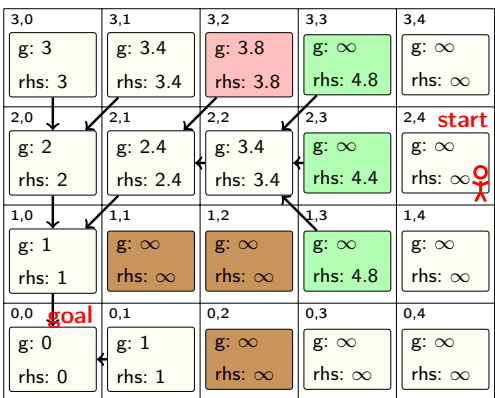 3,0 3,1 3,2 3,3 3,4
g: 3 g: 3.4 g: 3.8 g: ∞ g: ∞
rhs: 3 rhs: 3.4 rhs: 3.8 rhs: 4.8 rhs: ∞
2,0 2,1 2,2 2,3 2,4 start
g: 2 g: 2.4 g: 3.4 g: ∞ g: ∞
rhs: 2 rhs: 2.4 rhs: 3.4 rhs: 4.4 rhs: ∞
1,0 1,1 1,2 1,3 1,4
g: 1 g: ∞ g: ∞ g: ∞ g: ∞
rhs: 1 rhs: ∞ rhs: ∞ rhs: 4.8 rhs: ∞
0,0 goal 0,1 0,2 0,3 0,4
g: 0 g: 1 g: ∞ g: ∞ g: ∞
rhs: 0 rhs: 1 rhs: ∞ rhs: ∞ rhs: ∞